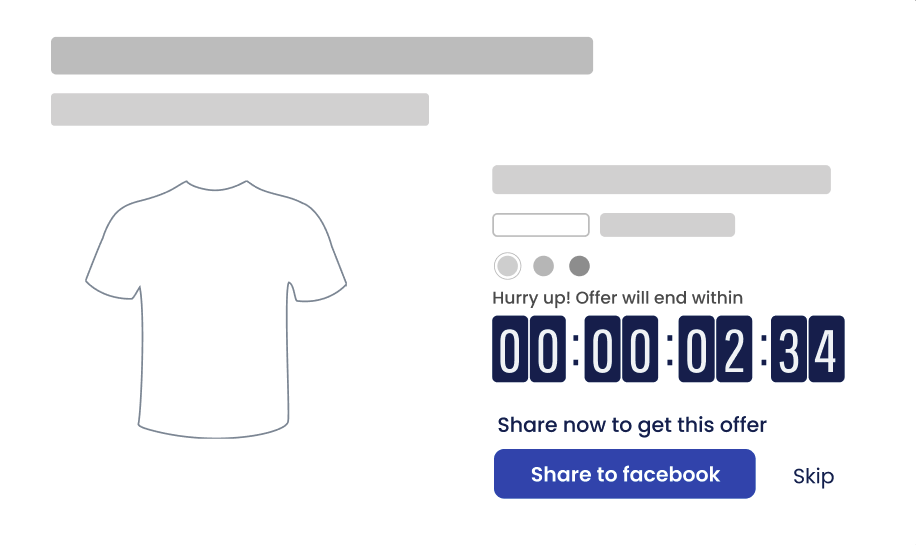 Hurry up! Offer will end within
00:00:02:34
Share now to get this offer
Share to facebook
Skip